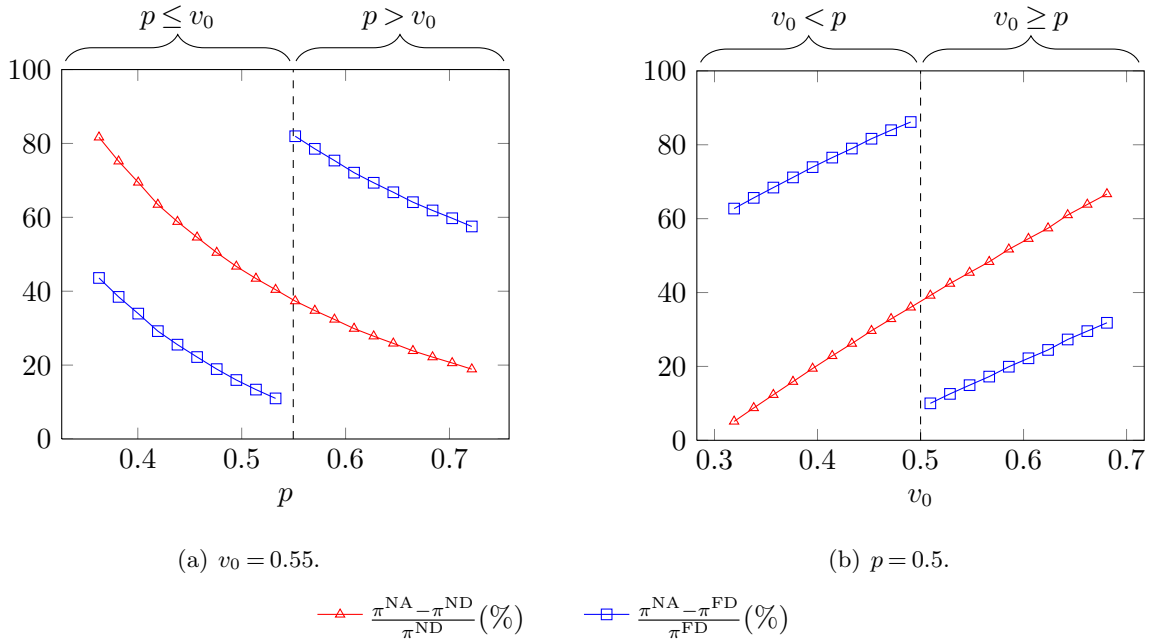 p ≤ v₀ p > v₀
100
80
60
40
20
0
0.4 0.5 0.6 0.7
p
(a) v₀ = 0.55.
v₀ < p v₀ ≥ p
100
80
60
40
20
0
0.3 0.4 0.5 0.6 0.7
v₀
(b) p = 0.5.
(π^NA − π^ND)/π^ND (%) (π^NA − π^FD)/π^FD (%)